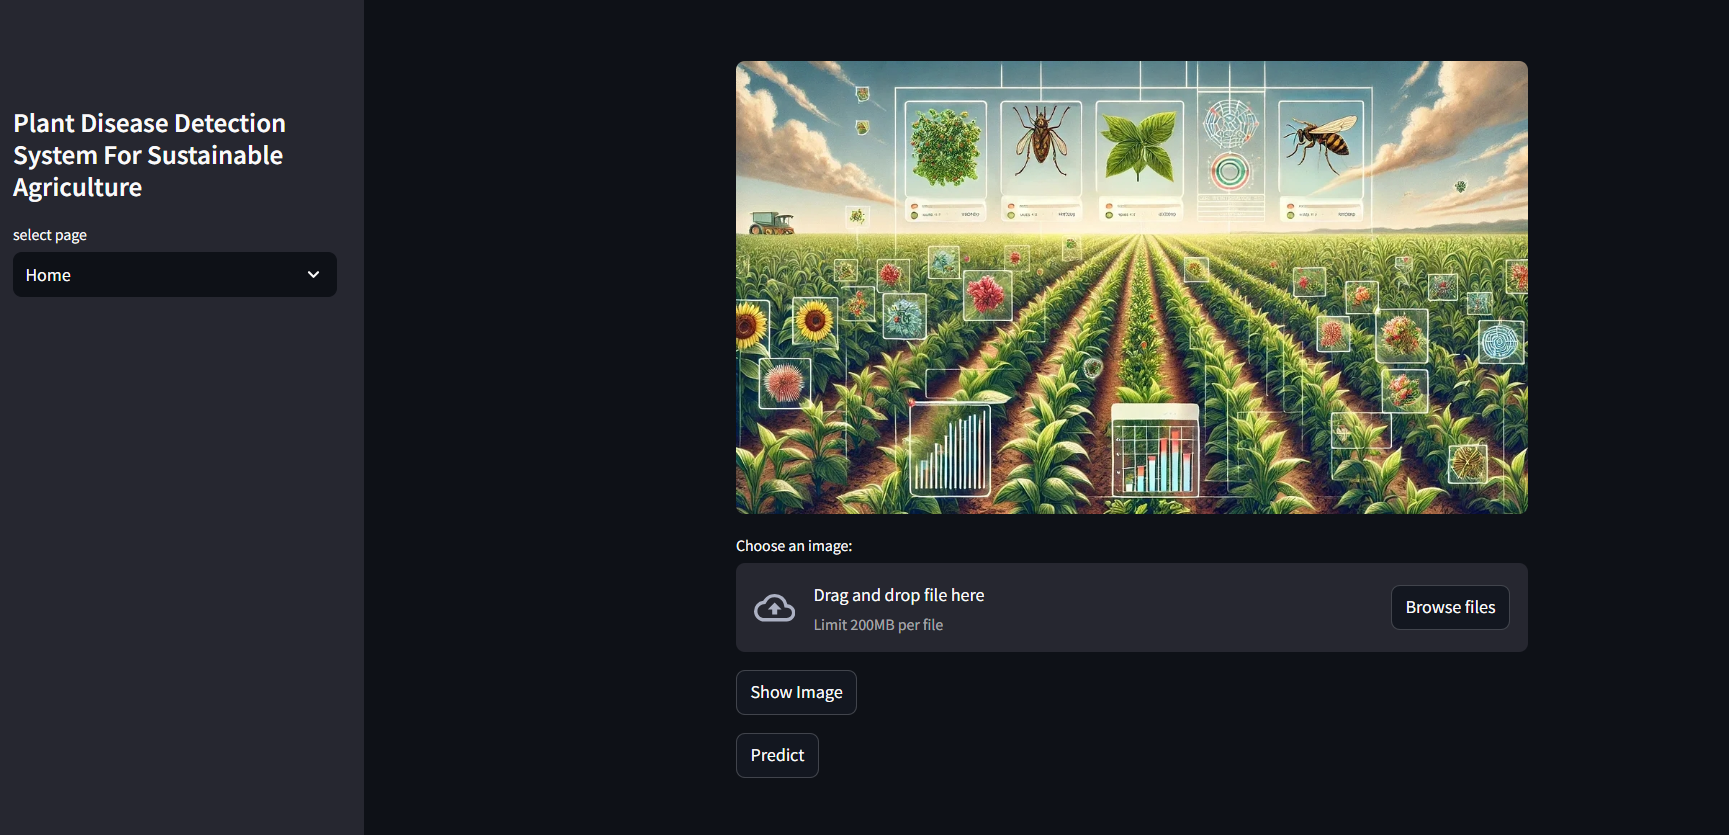 Plant Disease Detection
System For Sustainable
Agriculture
select page
Home
Choose an image:
Drag and drop file here
Limit 200MB per file
Browse files
Show Image
Predict